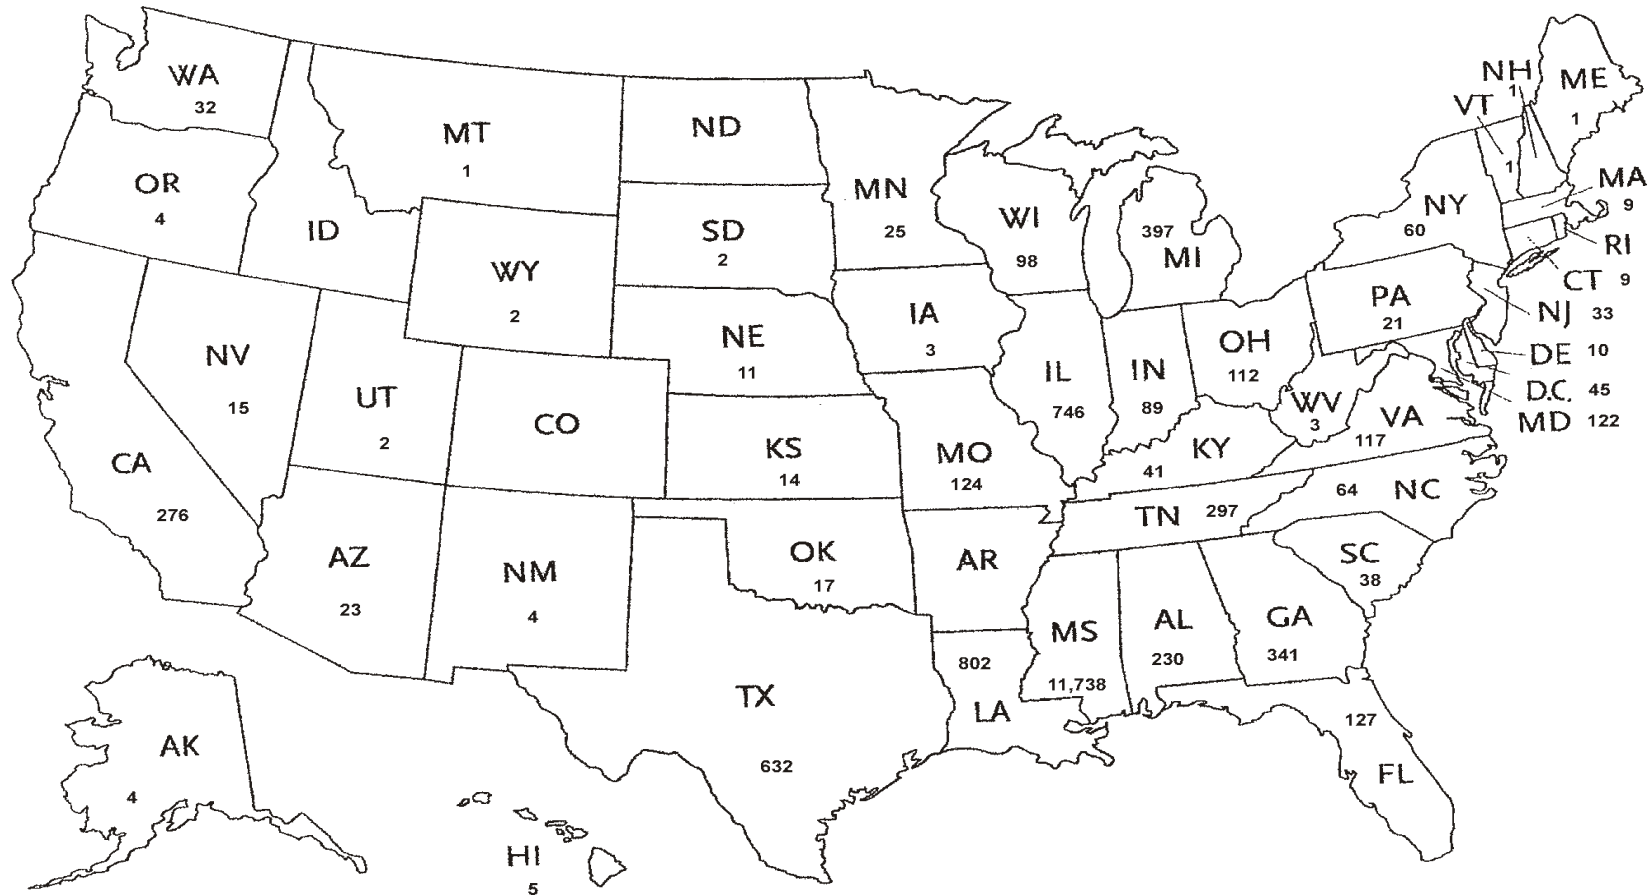 WA
32
OR
4
CA
276
NV
15
ID
MT
1
WY
2
UT
2
CO
AZ
23
NM
4
ND
SD
2
NE
11
KS
14
OK
17
TX
632
MN
25
IA
3
MO
124
AR
802
LA
WI
98
IL
746
397
MI
IN
89
OH
112
41
KY
TN 297
MS
11,738
AL
230
GA
341
127
FL
SC
38
64 NC
VA
117
WV
3
PA
21
NY
60
VT
1
NH
1
ME
1
MA
9
RI
CT 9
NJ 33
DE 10
D.C. 45
MD 122
AK
4
HI
5